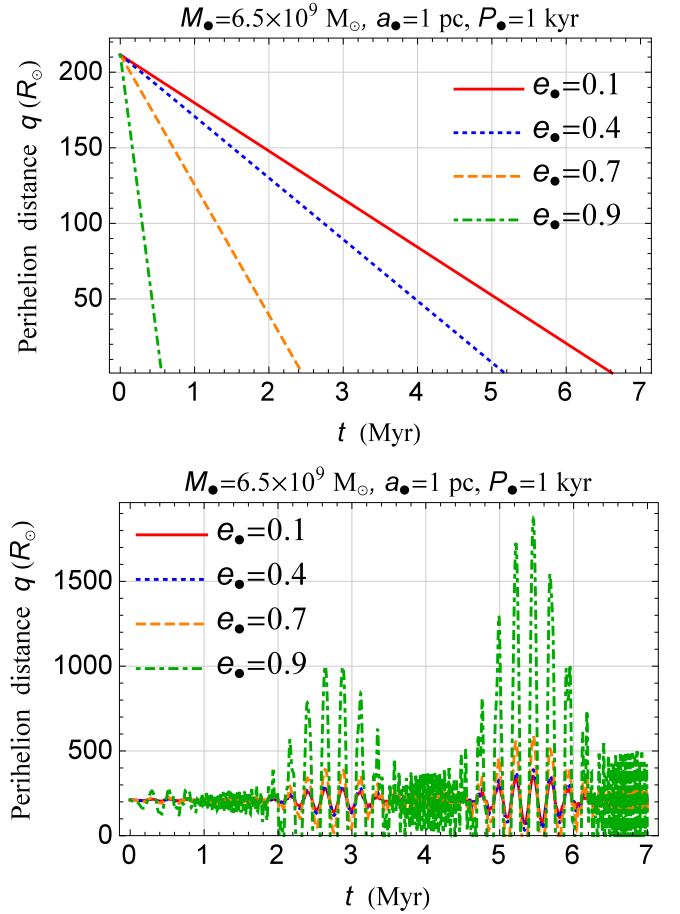 M●=6.5×10⁹ M☉, a●=1 pc, P●=1 kyr
Perihelion distance q (R☉)
200
150
100
50
e●=0.1
e●=0.4
e●=0.7
e●=0.9
0 1 2 3 4 5 6 7
t (Myr)
M●=6.5×10⁹ M☉, a●=1 pc, P●=1 kyr
Perihelion distance q (R☉)
1500
1000
500
0
e●=0.1
e●=0.4
e●=0.7
e●=0.9
0 1 2 3 4 5 6 7
t (Myr)